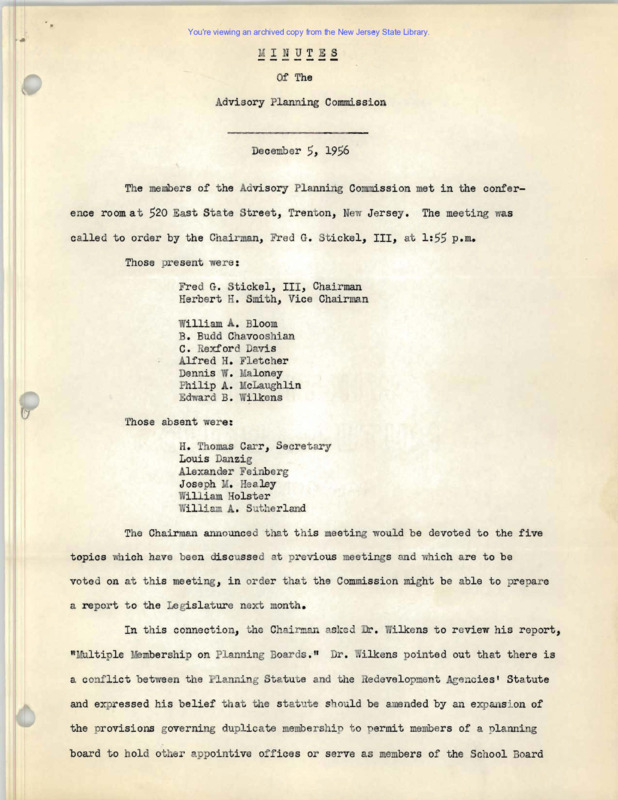 You're viewing an archived copy from the New Jersey State Library.
MINUTES
Of The
Advisory Planning Commission
December 5, 1956
The members of the Advisory Planning Commission met in the confer-
ence room at 520 East State Street, Trenton, New Jersey. The meeting was
called to order by the Chairman, Fred G. Stickel, III, at 1:55 p.m.
Those present were:
Fred G. Stickel, III, Chairman
Herbert H. Smith, Vice Chairman
William A. Bloom
B. Budd Chavooshian
C. Rexford Davis
Alfred H. Fletcher
Dennis W. Maloney
Philip A. McLaughlin
Edward B. Wilkens
Those absent were:
H. Thomas Carr, Secretary
Louis Danzig
Alexander Feinberg
Joseph M. Healey
William Holster
William A. Sutherland
The Chairman announced that this meeting would be devoted to the five
topics which have been discussed at previous meetings and which are to be
voted on at this meeting, in order that the Commission might be able to prepare
a report to the Legislature next month.
In this connection, the Chairman asked Dr. Wilkens to review his report,
"Multiple Membership on Planning Boards." Dr. Wilkens pointed out that there is
a conflict between the Planning Statute and the Redevelopment Agencies' Statute
and expressed his belief that the statute should be amended by an expansion of
the provisions governing duplicate membership to permit members of a planning
board to hold other appointive offices or serve as members of the School Board